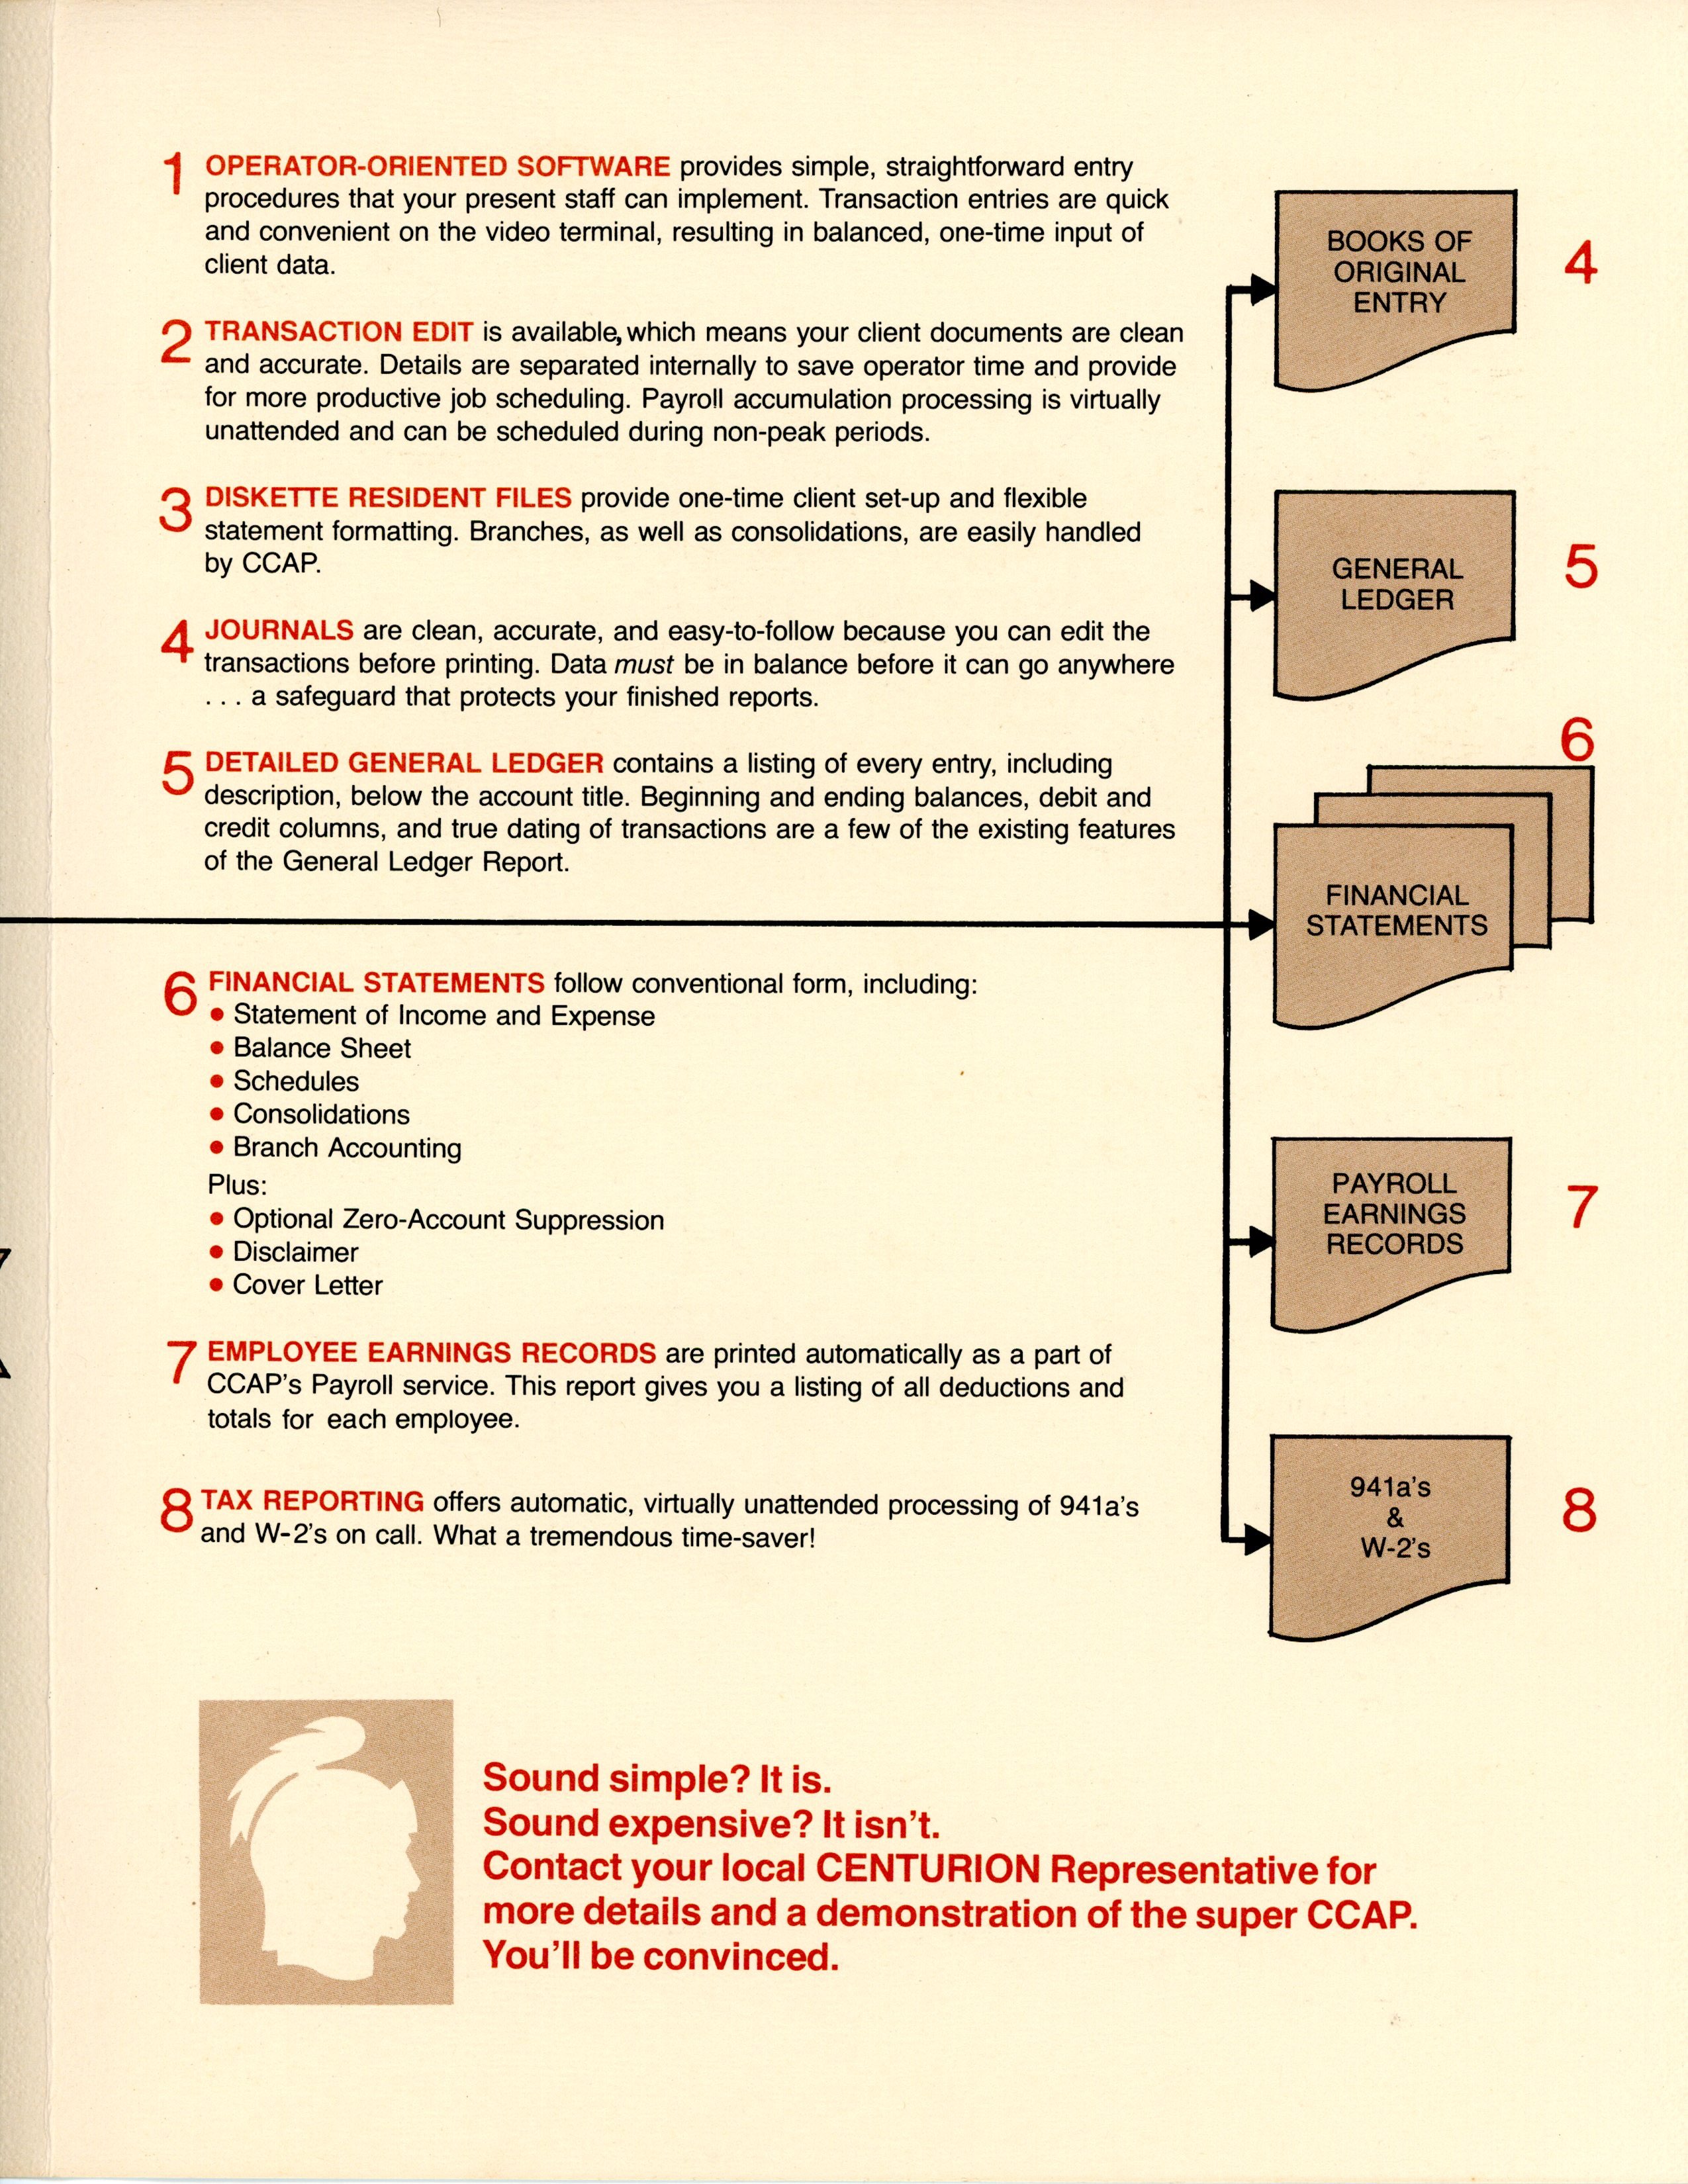 1 OPERATOR-ORIENTED SOFTWARE provides simple, straightforward entry
procedures that your present staff can implement. Transaction entries are quick
and convenient on the video terminal, resulting in balanced, one-time input of
client data.
2 TRANSACTION EDIT is available, which means your client documents are clean
and accurate. Details are separated internally to save operator time and provide
for more productive job scheduling. Payroll accumulation processing is virtually
unattended and can be scheduled during non-peak periods.
3 DISKETTE RESIDENT FILES provide one-time client set-up and flexible
statement formatting. Branches, as well as consolidations, are easily handled
by CCAP.
4 JOURNALS are clean, accurate, and easy-to-follow because you can edit the
transactions before printing. Data must be in balance before it can go anywhere
. . . a safeguard that protects your finished reports.
5 DETAILED GENERAL LEDGER contains a listing of every entry, including
description, below the account title. Beginning and ending balances, debit and
credit columns, and true dating of transactions are a few of the existing features
of the General Ledger Report.
6 FINANCIAL STATEMENTS follow conventional form, including:
• Statement of Income and Expense
• Balance Sheet
• Schedules
• Consolidations
• Branch Accounting
Plus:
• Optional Zero-Account Suppression
• Disclaimer
• Cover Letter
7 EMPLOYEE EARNINGS RECORDS are printed automatically as a part of
CCAP's Payroll service. This report gives you a listing of all deductions and
totals for each employee.
8 TAX REPORTING offers automatic, virtually unattended processing of 941a's
and W-2's on call. What a tremendous time-saver!
BOOKS OF
ORIGINAL
ENTRY
4
GENERAL
LEDGER
5
6
FINANCIAL
STATEMENTS
PAYROLL
EARNINGS
RECORDS
7
941a's
&
W-2's
8
Sound simple? It is.
Sound expensive? It isn't.
Contact your local CENTURION Representative for
more details and a demonstration of the super CCAP.
You'll be convinced.